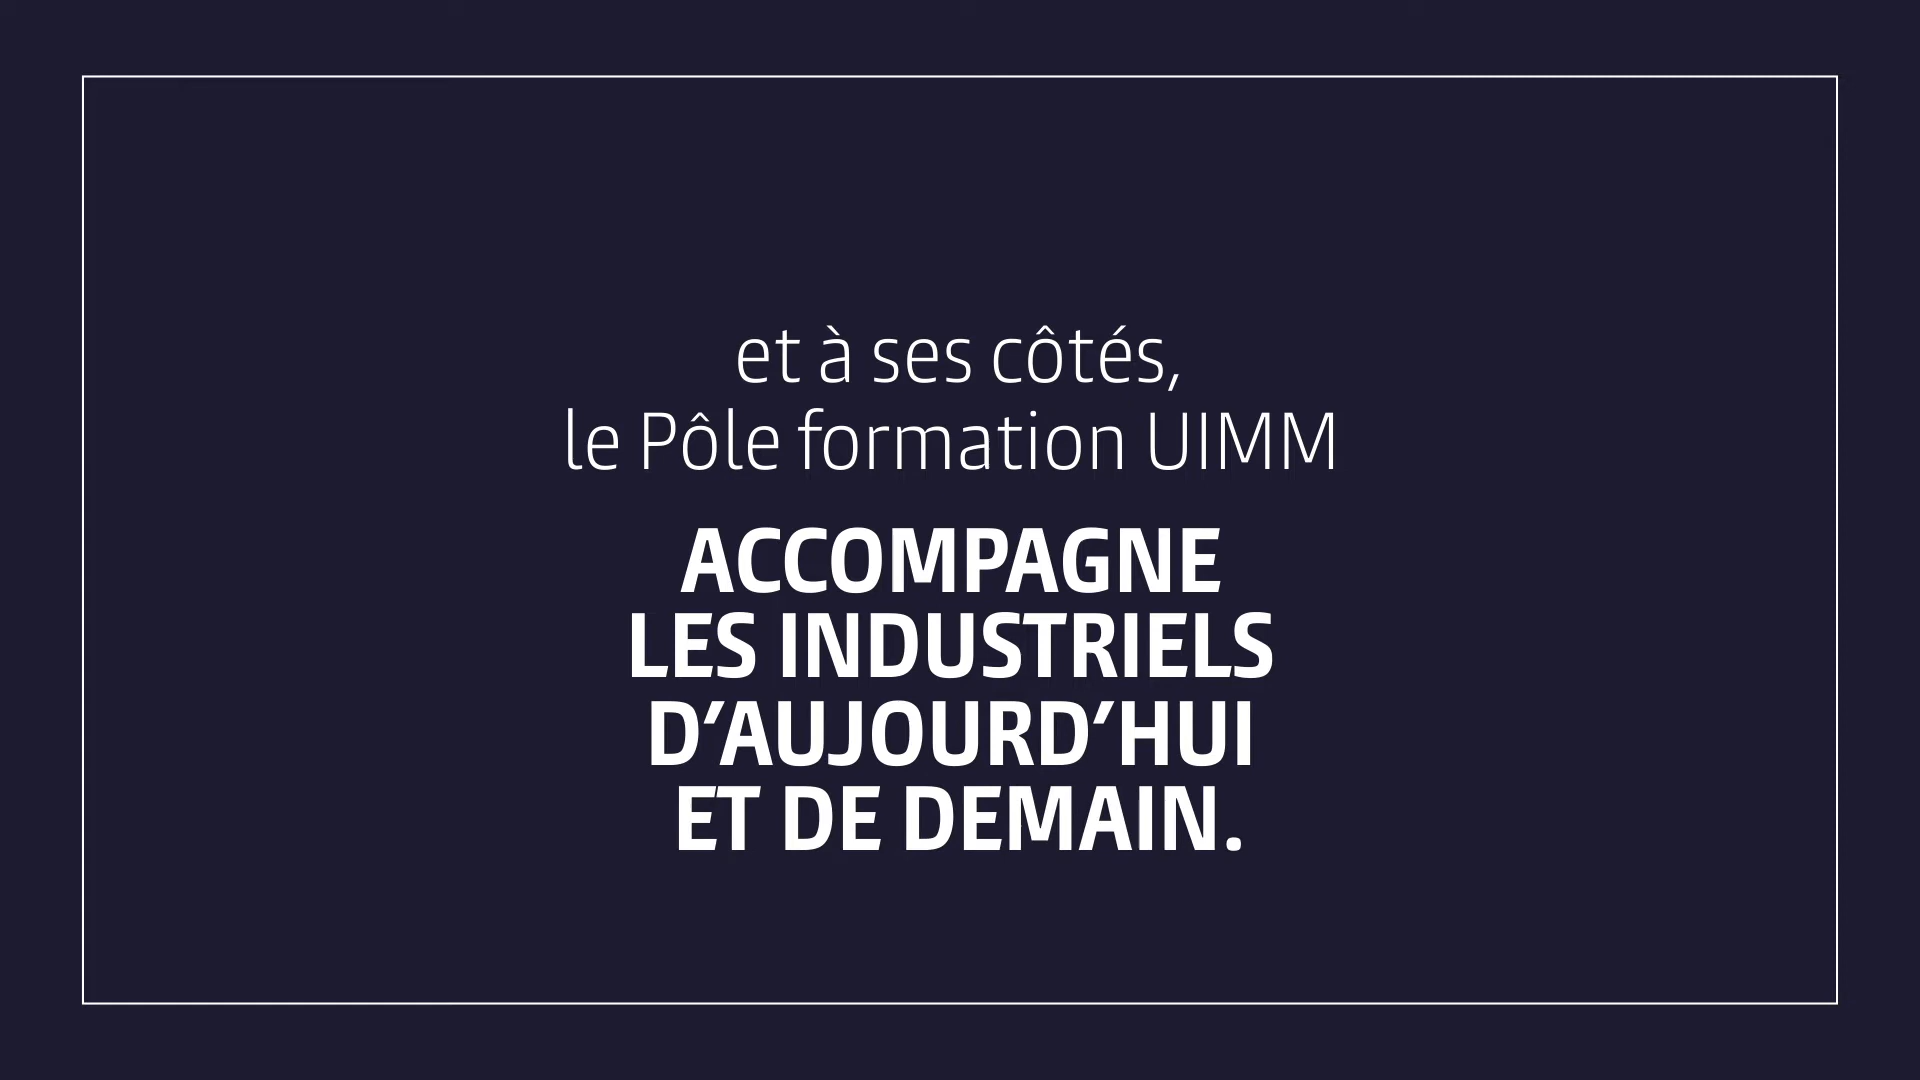 et à ses côtés,
le Pôle formation UIMM
ACCOMPAGNE
LES INDUSTRIELS
D’AUJOURD’HUI
ET DE DEMAIN.